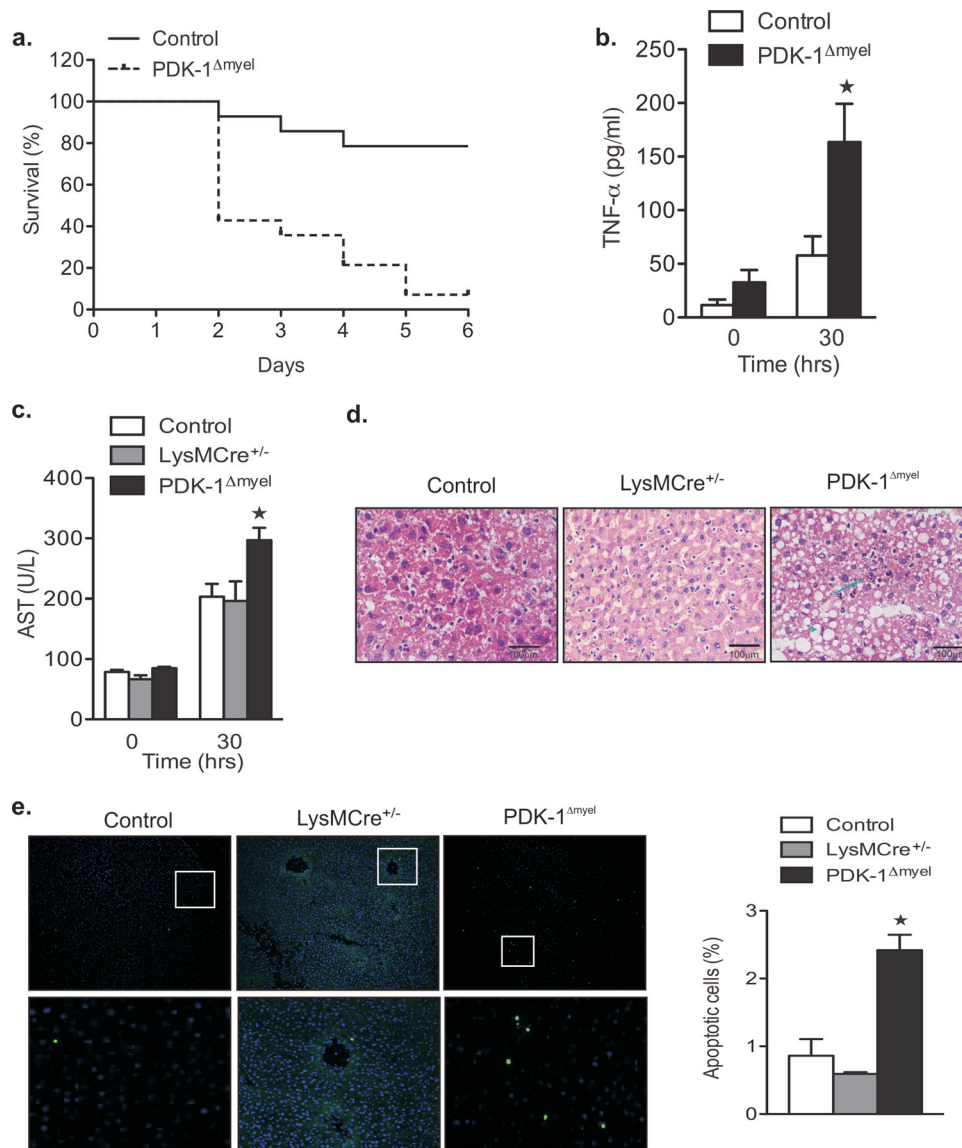 a.
Control
PDK-1Δmyel
120
100
80
60
40
20
0
Survival (%)
0 1 2 3 4 5 6
Days
b.
Control
PDK-1Δmyel
250
200
150
100
50
0
TNF-α (pg/ml)
★
0 30
Time (hrs)
c.
Control
LysMCre+/-
PDK-1Δmyel
400
300
200
100
0
AST (U/L)
★
0 30
Time (hrs)
d.
Control LysMCre+/- PDK-1Δmyel
100μm 100μm 100μm
e.
Control LysMCre+/- PDK-1Δmyel
Control
LysMCre+/-
PDK-1Δmyel
3
2
1
0
Apoptotic cells (%)
★